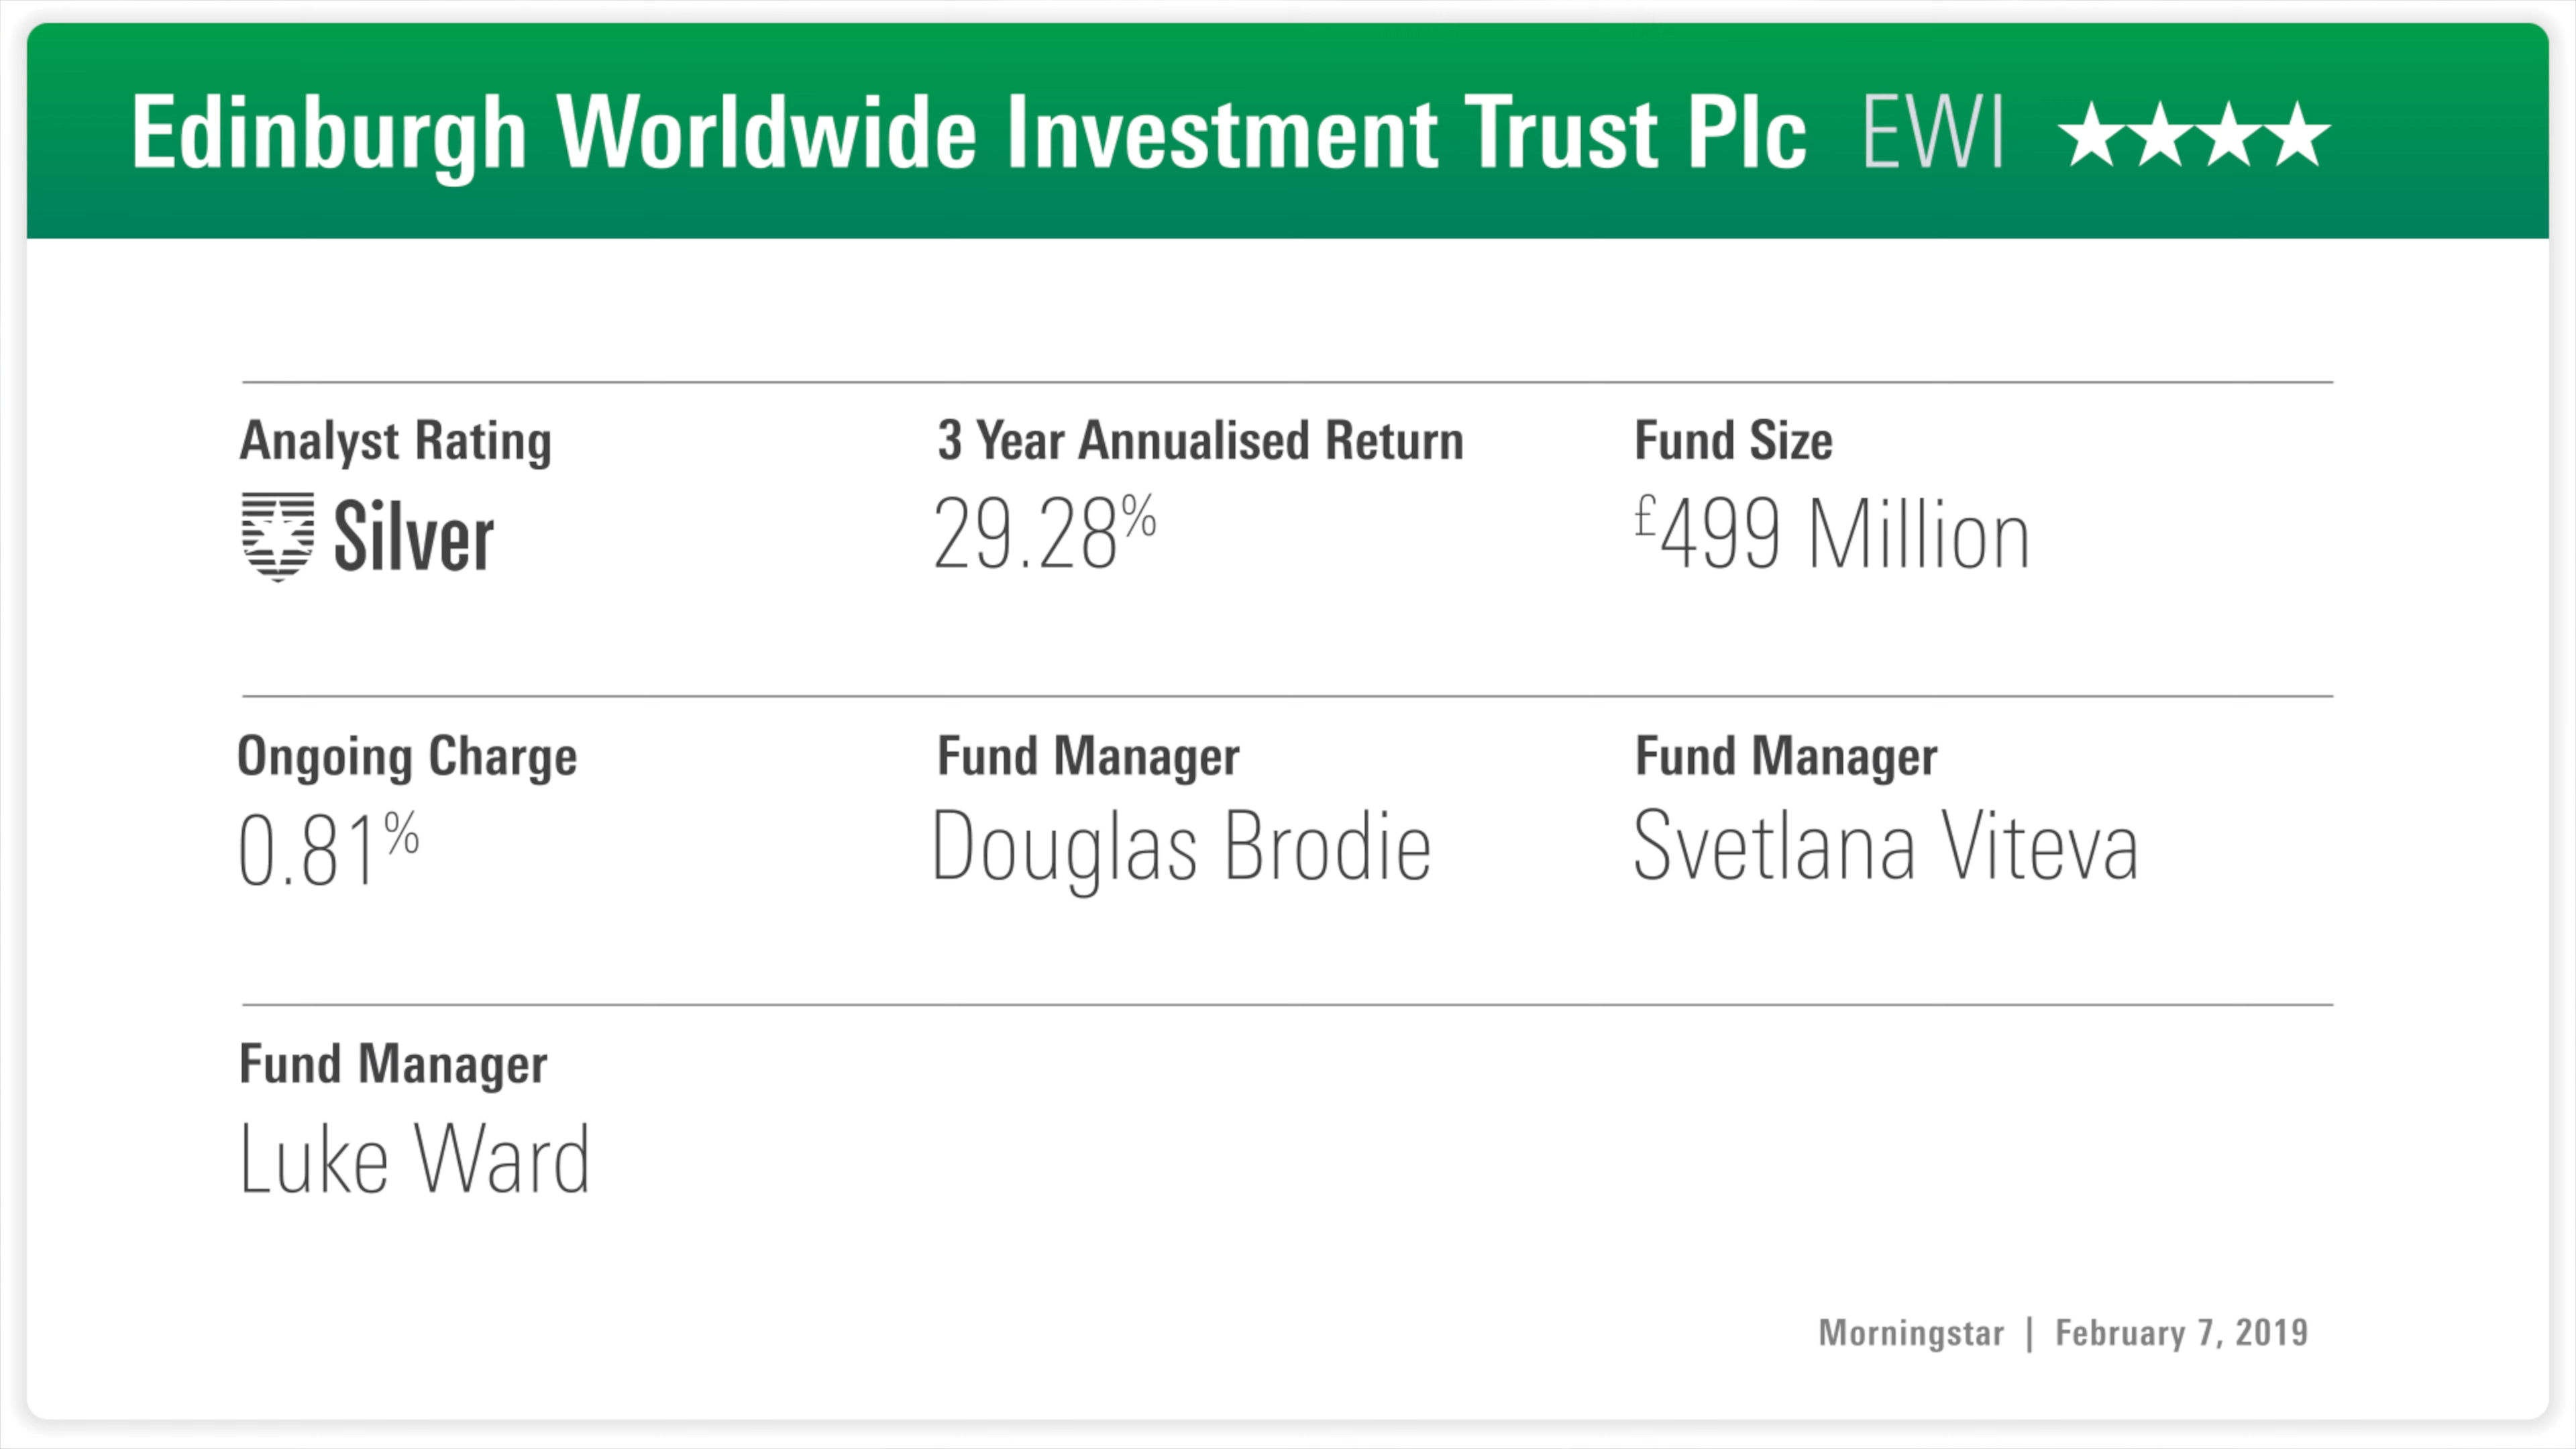 Edinburgh Worldwide Investment Trust Plc EWI ★★★★
Analyst Rating
Silver
3 Year Annualised Return
29.28%
Fund Size
£499 Million
Ongoing Charge
0.81%
Fund Manager
Douglas Brodie
Fund Manager
Svetlana Viteva
Fund Manager
Luke Ward
Morningstar | February 7, 2019